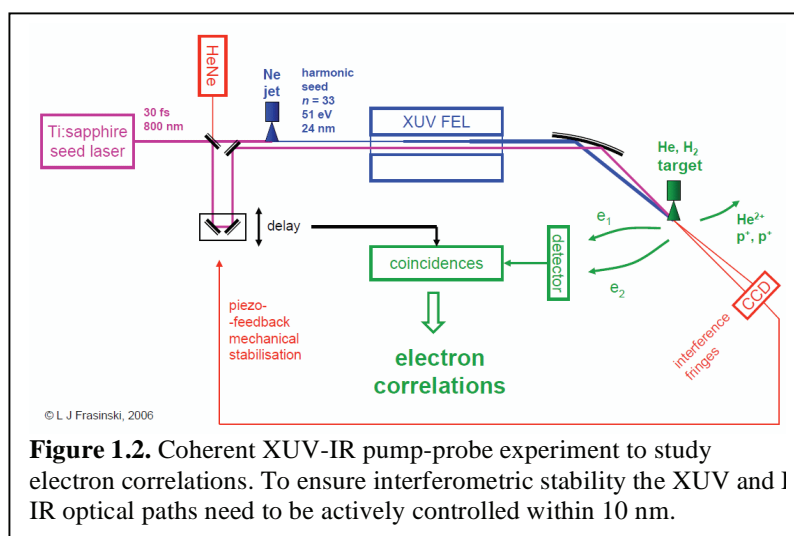 HeNe
Ne
jet
harmonic
seed
n = 33
51 eV
24 nm
30 fs
800 nm
Ti:sapphire
seed laser
XUV FEL
He, H2
target
He2+
p+, p+
e1
e2
delay
coincidences
detector
CCD
interference
fringes
piezo-
-feedback
mechanical
stabilisation
electron
correlations
© L J Frasinski, 2006
Figure 1.2. Coherent XUV-IR pump-probe experiment to study
electron correlations. To ensure interferometric stability the XUV and I
IR optical paths need to be actively controlled within 10 nm.